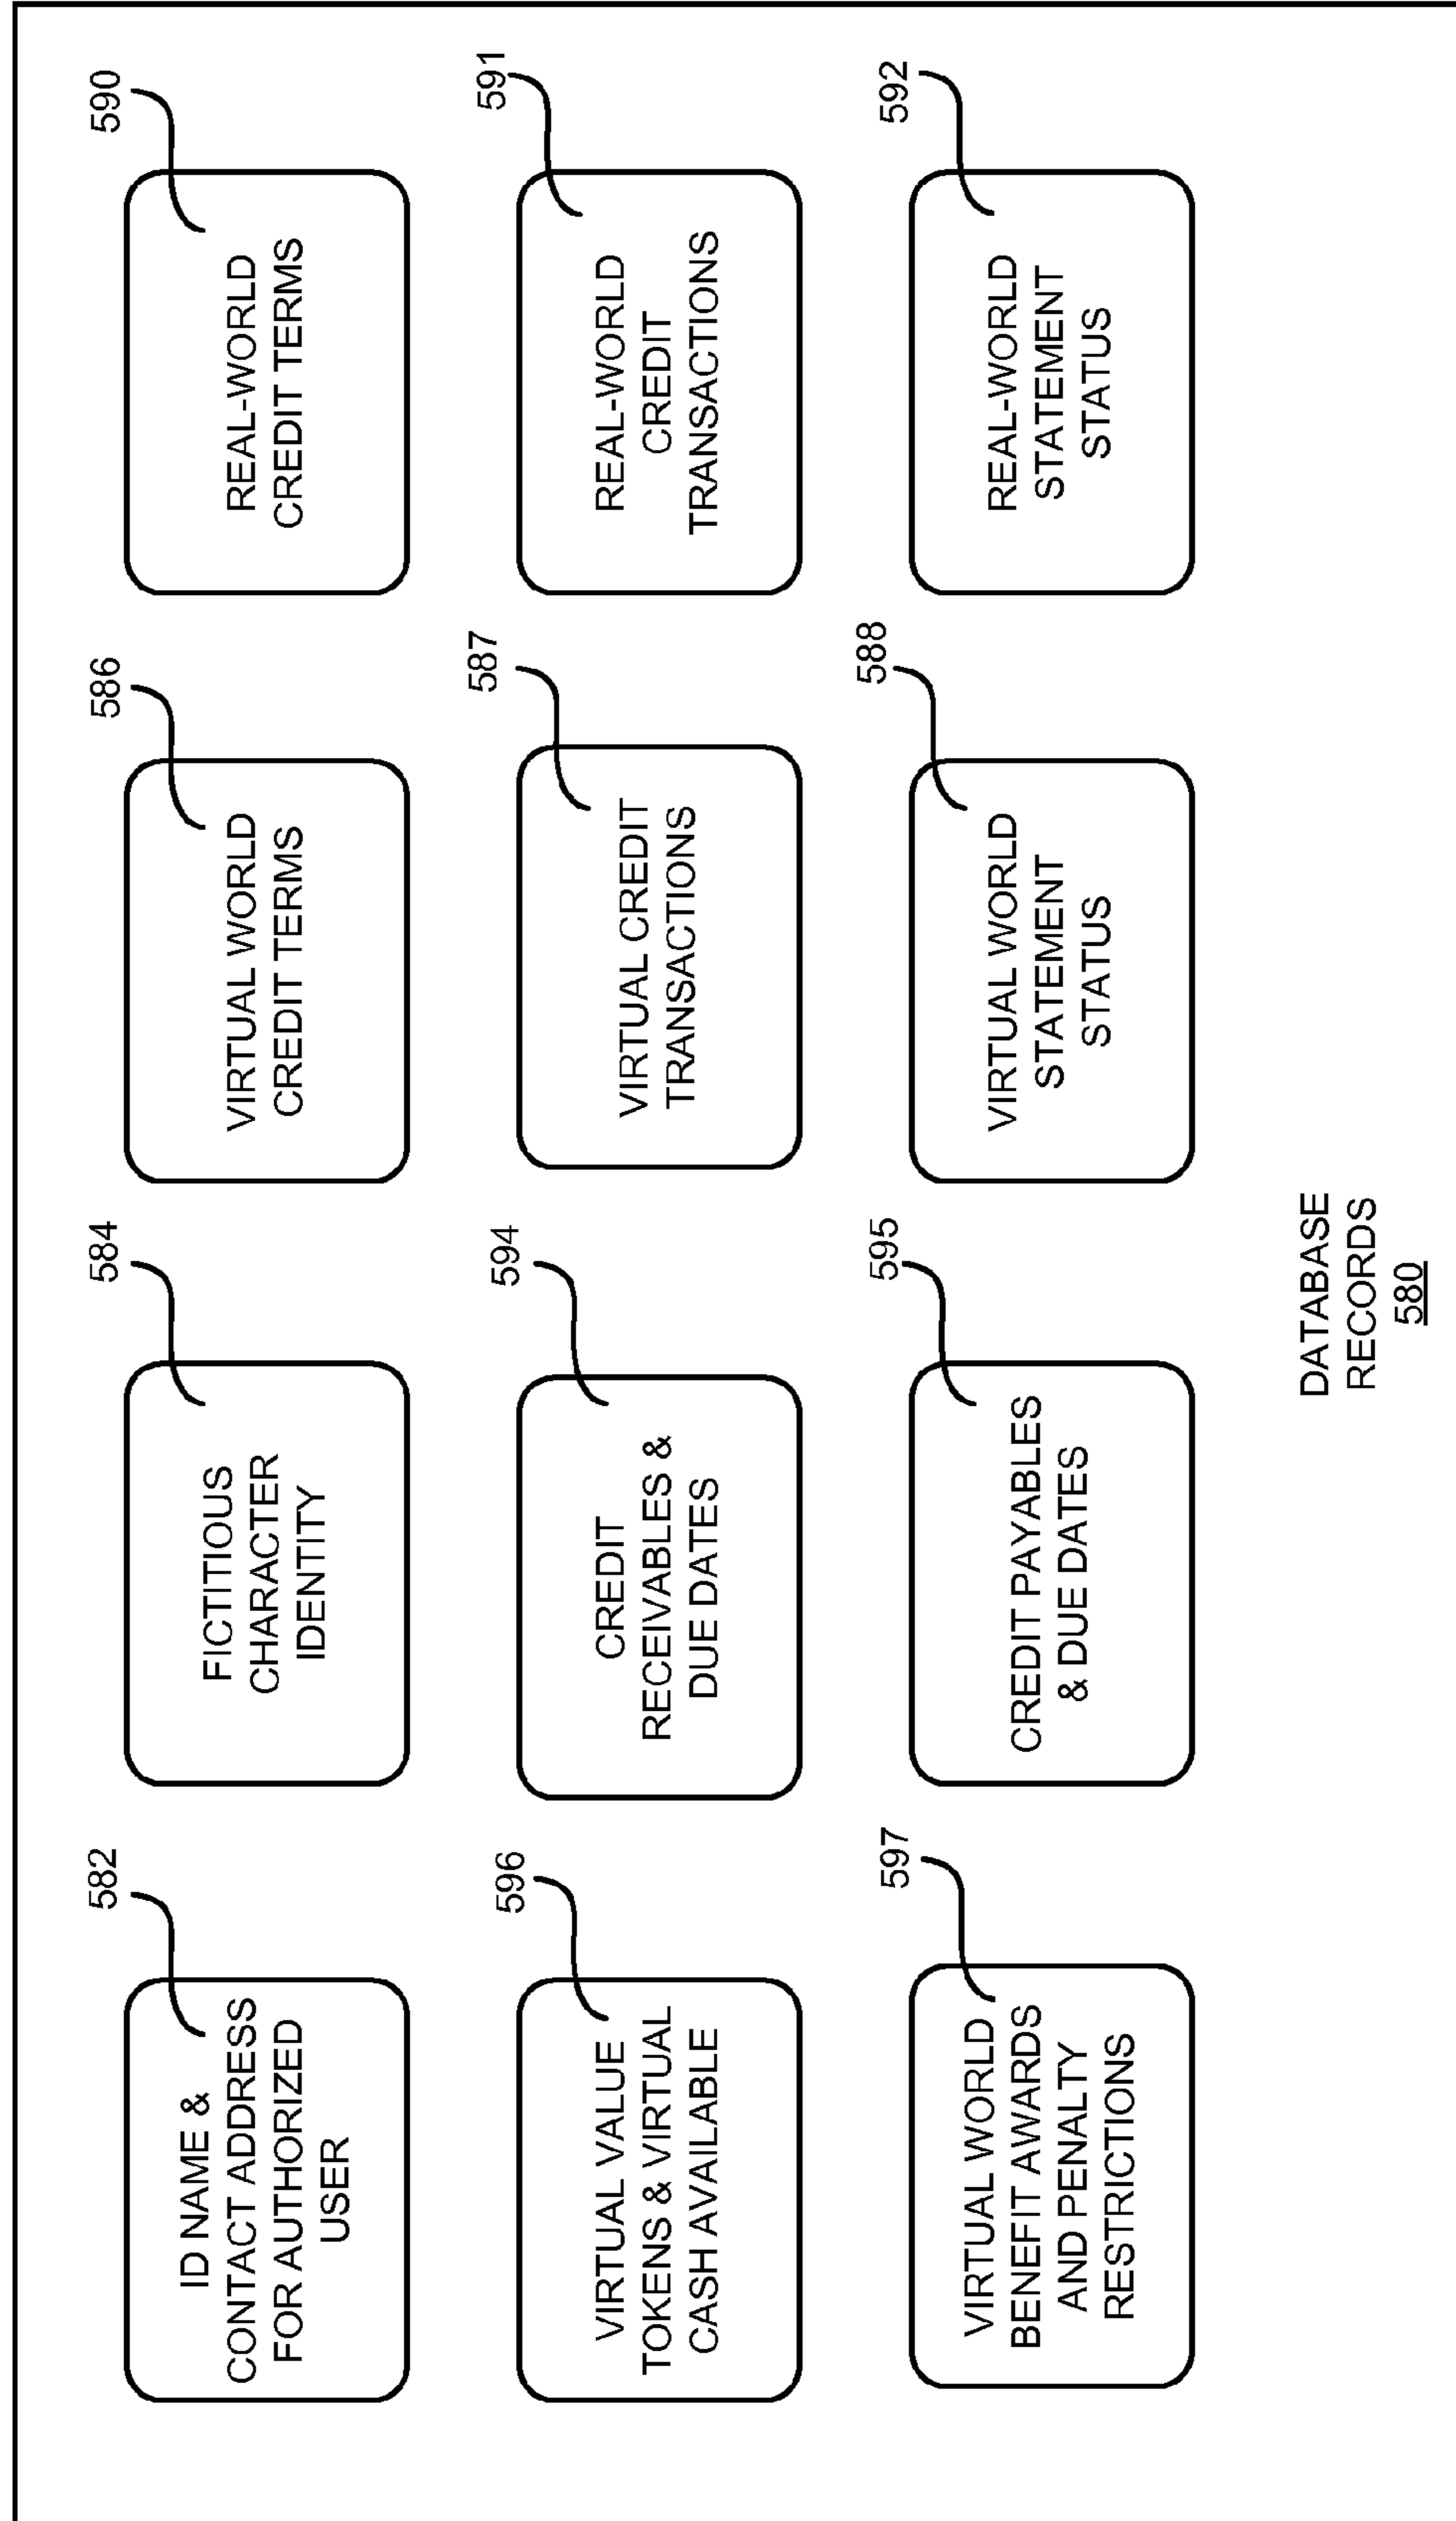 582
ID NAME &
CONTACT ADDRESS
FOR AUTHORIZED
USER
584
FICTITIOUS
CHARACTER
IDENTITY
586
VIRTUAL WORLD
CREDIT TERMS
590
REAL-WORLD
CREDIT TERMS
596
VIRTUAL VALUE
TOKENS & VIRTUAL
CASH AVAILABLE
594
CREDIT
RECEIVABLES &
DUE DATES
587
VIRTUAL CREDIT
TRANSACTIONS
591
REAL-WORLD
CREDIT
TRANSACTIONS
597
VIRTUAL WORLD
BENEFIT AWARDS
AND PENALTY
RESTRICTIONS
595
CREDIT PAYABLES
& DUE DATES
588
VIRTUAL WORLD
STATEMENT
STATUS
592
REAL-WORLD
STATEMENT
STATUS
DATABASE
RECORDS
580